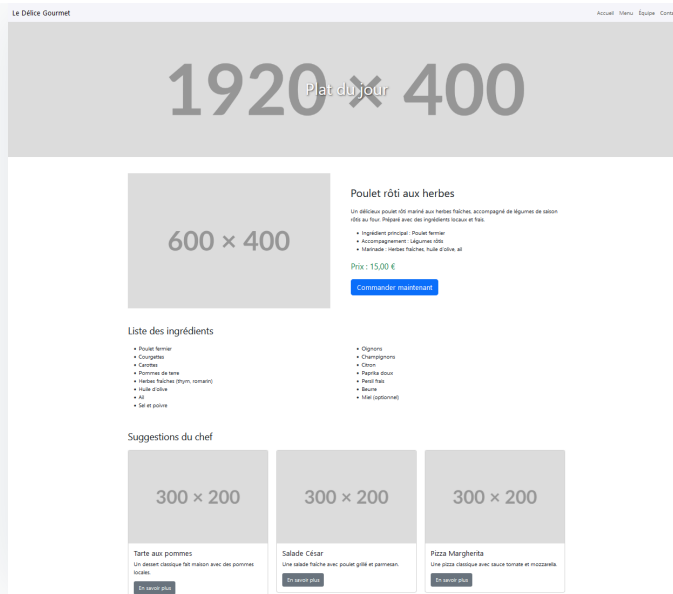 Le Délice Gourmet
Accueil Menu Équipe
1920 × 400
Plat du jour
600 × 400
Poulet rôti aux herbes
Un délicieux poulet rôti mariné aux herbes fraîches, accompagné de légumes de saison
rôtis au four. Préparé avec des ingrédients locaux et frais.
Ingrédient principal : Poulet fermier
Accompagnement : Légumes rôtis
Marinade : Herbes fraîches, huile d'olive, ail
Prix : 15,00 €
Commander maintenant
Liste des ingrédients
Poulet fermier
Courgettes
Carottes
Pommes de terre
Herbes fraîches (thym, romarin)
Huile d'olive
Ail
Sel et poivre
Oignons
Champignons
Citron
Paprika doux
Persil frais
Beurre
Miel (optionnel)
Suggestions du chef
300 × 200
300 × 200
300 × 200
Tarte aux pommes
Un dessert classique fait maison avec des pommes
locales.
En savoir plus
Salade César
Une salade fraîche avec poulet grillé et parmesan.
En savoir plus
Pizza Margherita
Une pizza classique avec sauce tomate et mozzarella.
En savoir plus